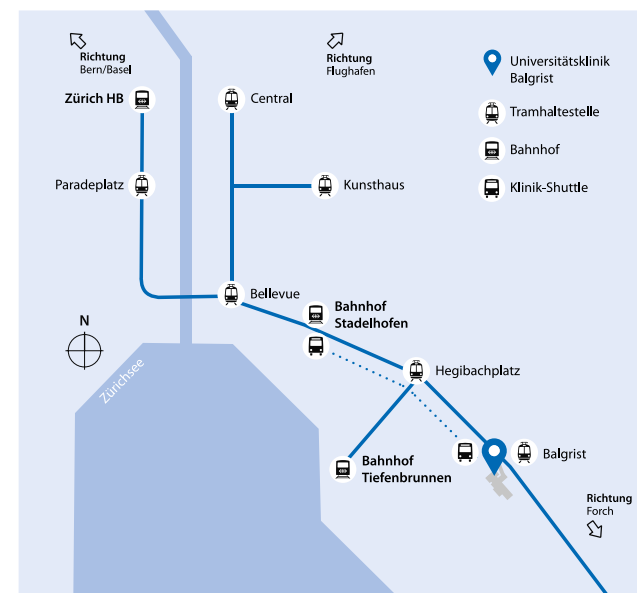 Richtung
Bern/Basel
Richtung
Flughafen
Universitätsklinik
Balgrist
Zürich HB
Central
Tramhaltestelle
Bahnhof
Paradeplatz
Kunsthaus
Klinik-Shuttle
Bellevue
Bahnhof
Stadelhofen
N
Zürichsee
Hegibachplatz
Bahnhof
Tiefenbrunnen
Balgrist
Richtung
Forch